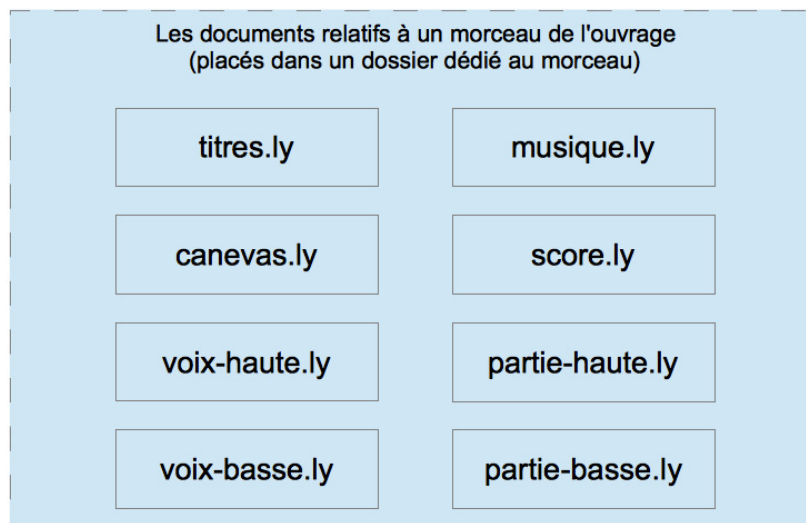 Les documents relatifs à un morceau de l'ouvrage
(placés dans un dossier dédié au morceau)
titres.ly
musique.ly
canevas.ly
score.ly
voix-haute.ly
partie-haute.ly
voix-basse.ly
partie-basse.ly